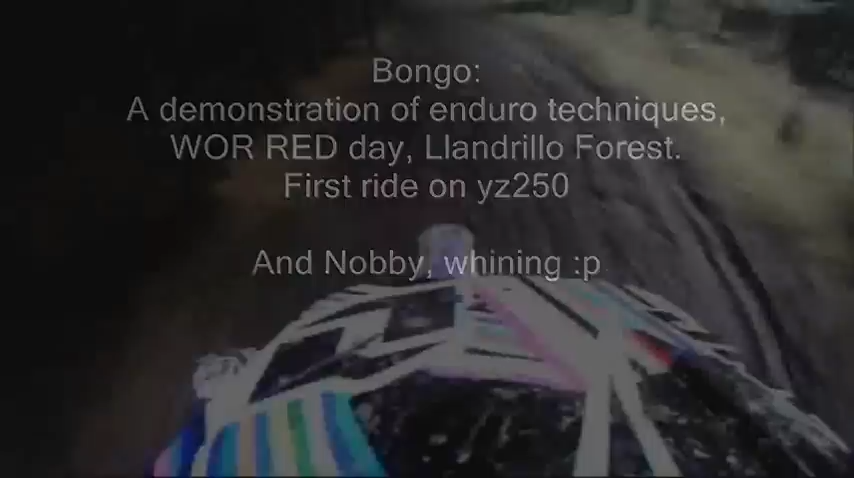 Bongo:
A demonstration of enduro techniques,
WOR RED day, Llandrillo Forest.
First ride on yz250
And Nobby, whining :p